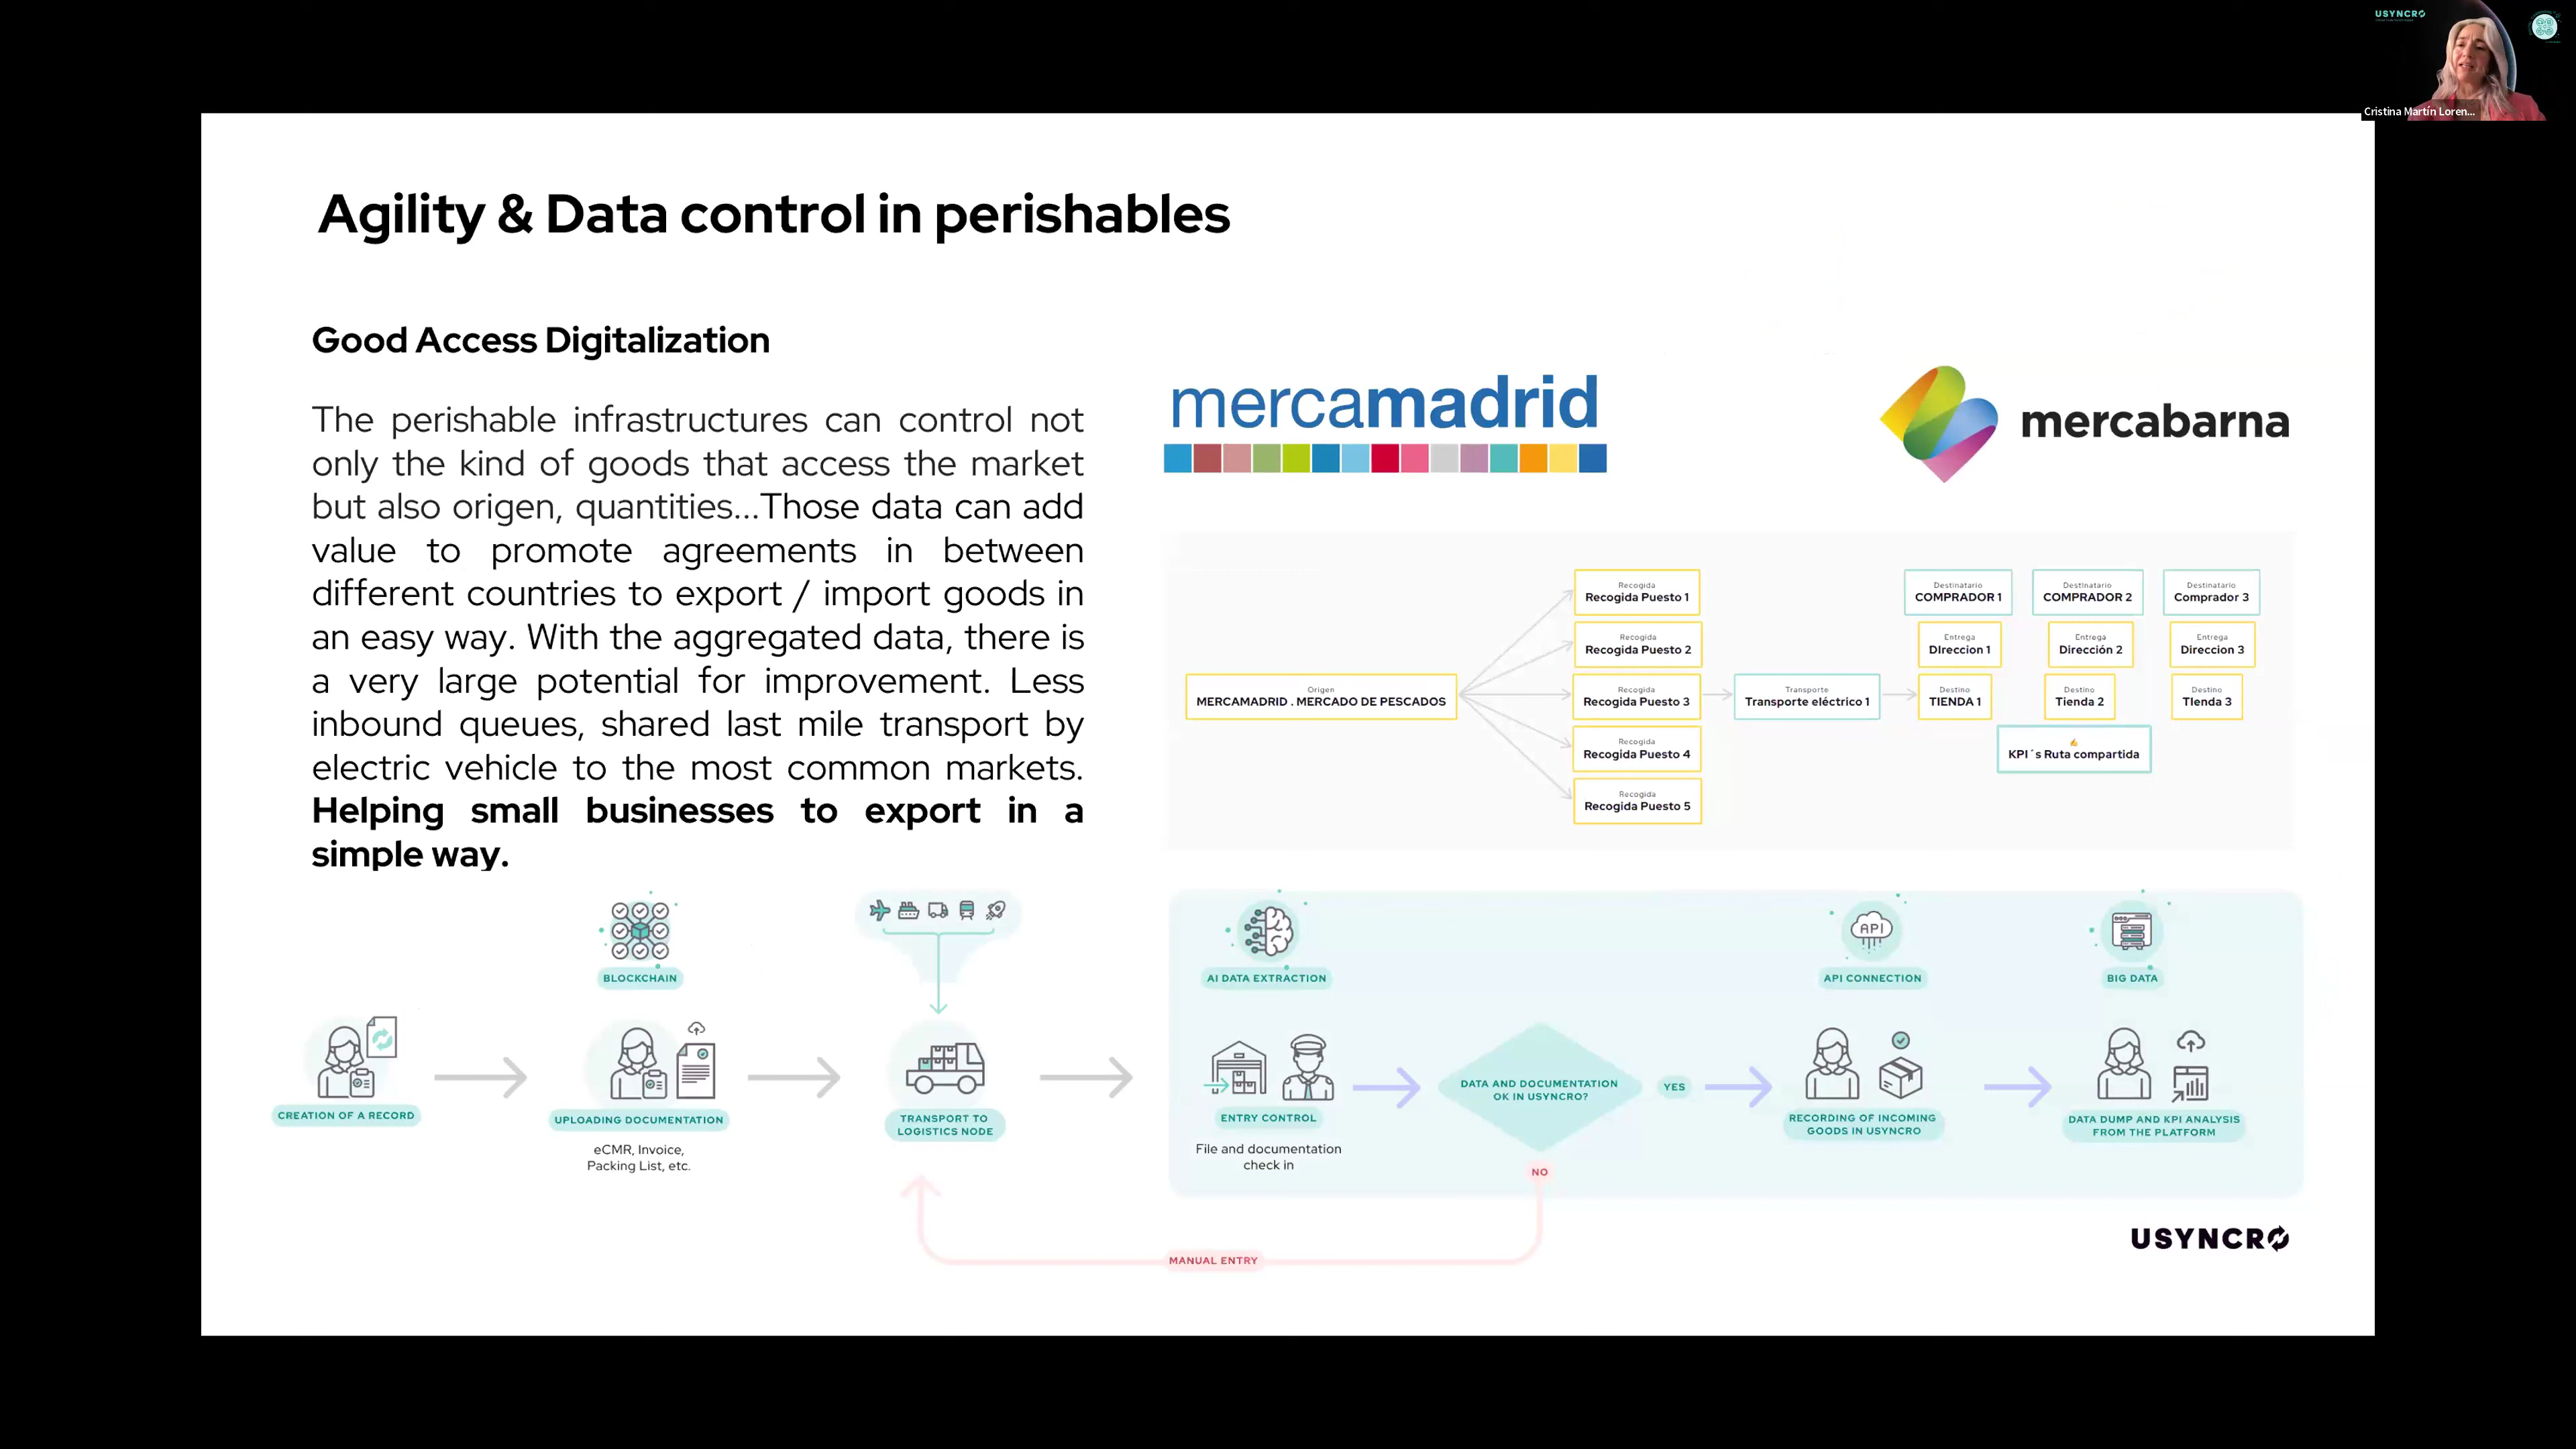 USYNCRO
Cristina Martín Loren...
Agility & Data control in perishables
Good Access Digitalization
The perishable infrastructures can control not
only the kind of goods that access the market
but also origen, quantities...Those data can add
value to promote agreements in between
different countries to export / import goods in
an easy way. With the aggregated data, there is
a very large potential for improvement. Less
inbound queues, shared last mile transport by
electric vehicle to the most common markets.
Helping small businesses to export in a
simple way.
mercamadrid
mercabarna
Origen
MERCAMADRID . MERCADO DE PESCADOS
Recogida
Recogida Puesto 1
Recogida
Recogida Puesto 2
Recogida
Recogida Puesto 3
Recogida
Recogida Puesto 4
Recogida
Recogida Puesto 5
Transporte
Transporte eléctrico 1
Destinatario
COMPRADOR 1
Entrega
DIreccion 1
Destino
TIENDA 1
Destinatario
COMPRADOR 2
Entrega
Dirección 2
Destino
Tienda 2
Destinatario
Comprador 3
Entrega
Direccion 3
Destino
TIenda 3
KPI´s Ruta compartida
BLOCKCHAIN
AI DATA EXTRACTION
API
API CONNECTION
BIG DATA
CREATION OF A RECORD
UPLOADING DOCUMENTATION
eCMR, Invoice,
Packing List, etc.
TRANSPORT TO
LOGISTICS NODE
ENTRY CONTROL
File and documentation
check in
DATA AND DOCUMENTATION
OK IN USYNCRO?
YES
NO
RECORDING OF INCOMING
GOODS IN USYNCRO
DATA DUMP AND KPI ANALYSIS
FROM THE PLATFORM
MANUAL ENTRY
USYNCRO